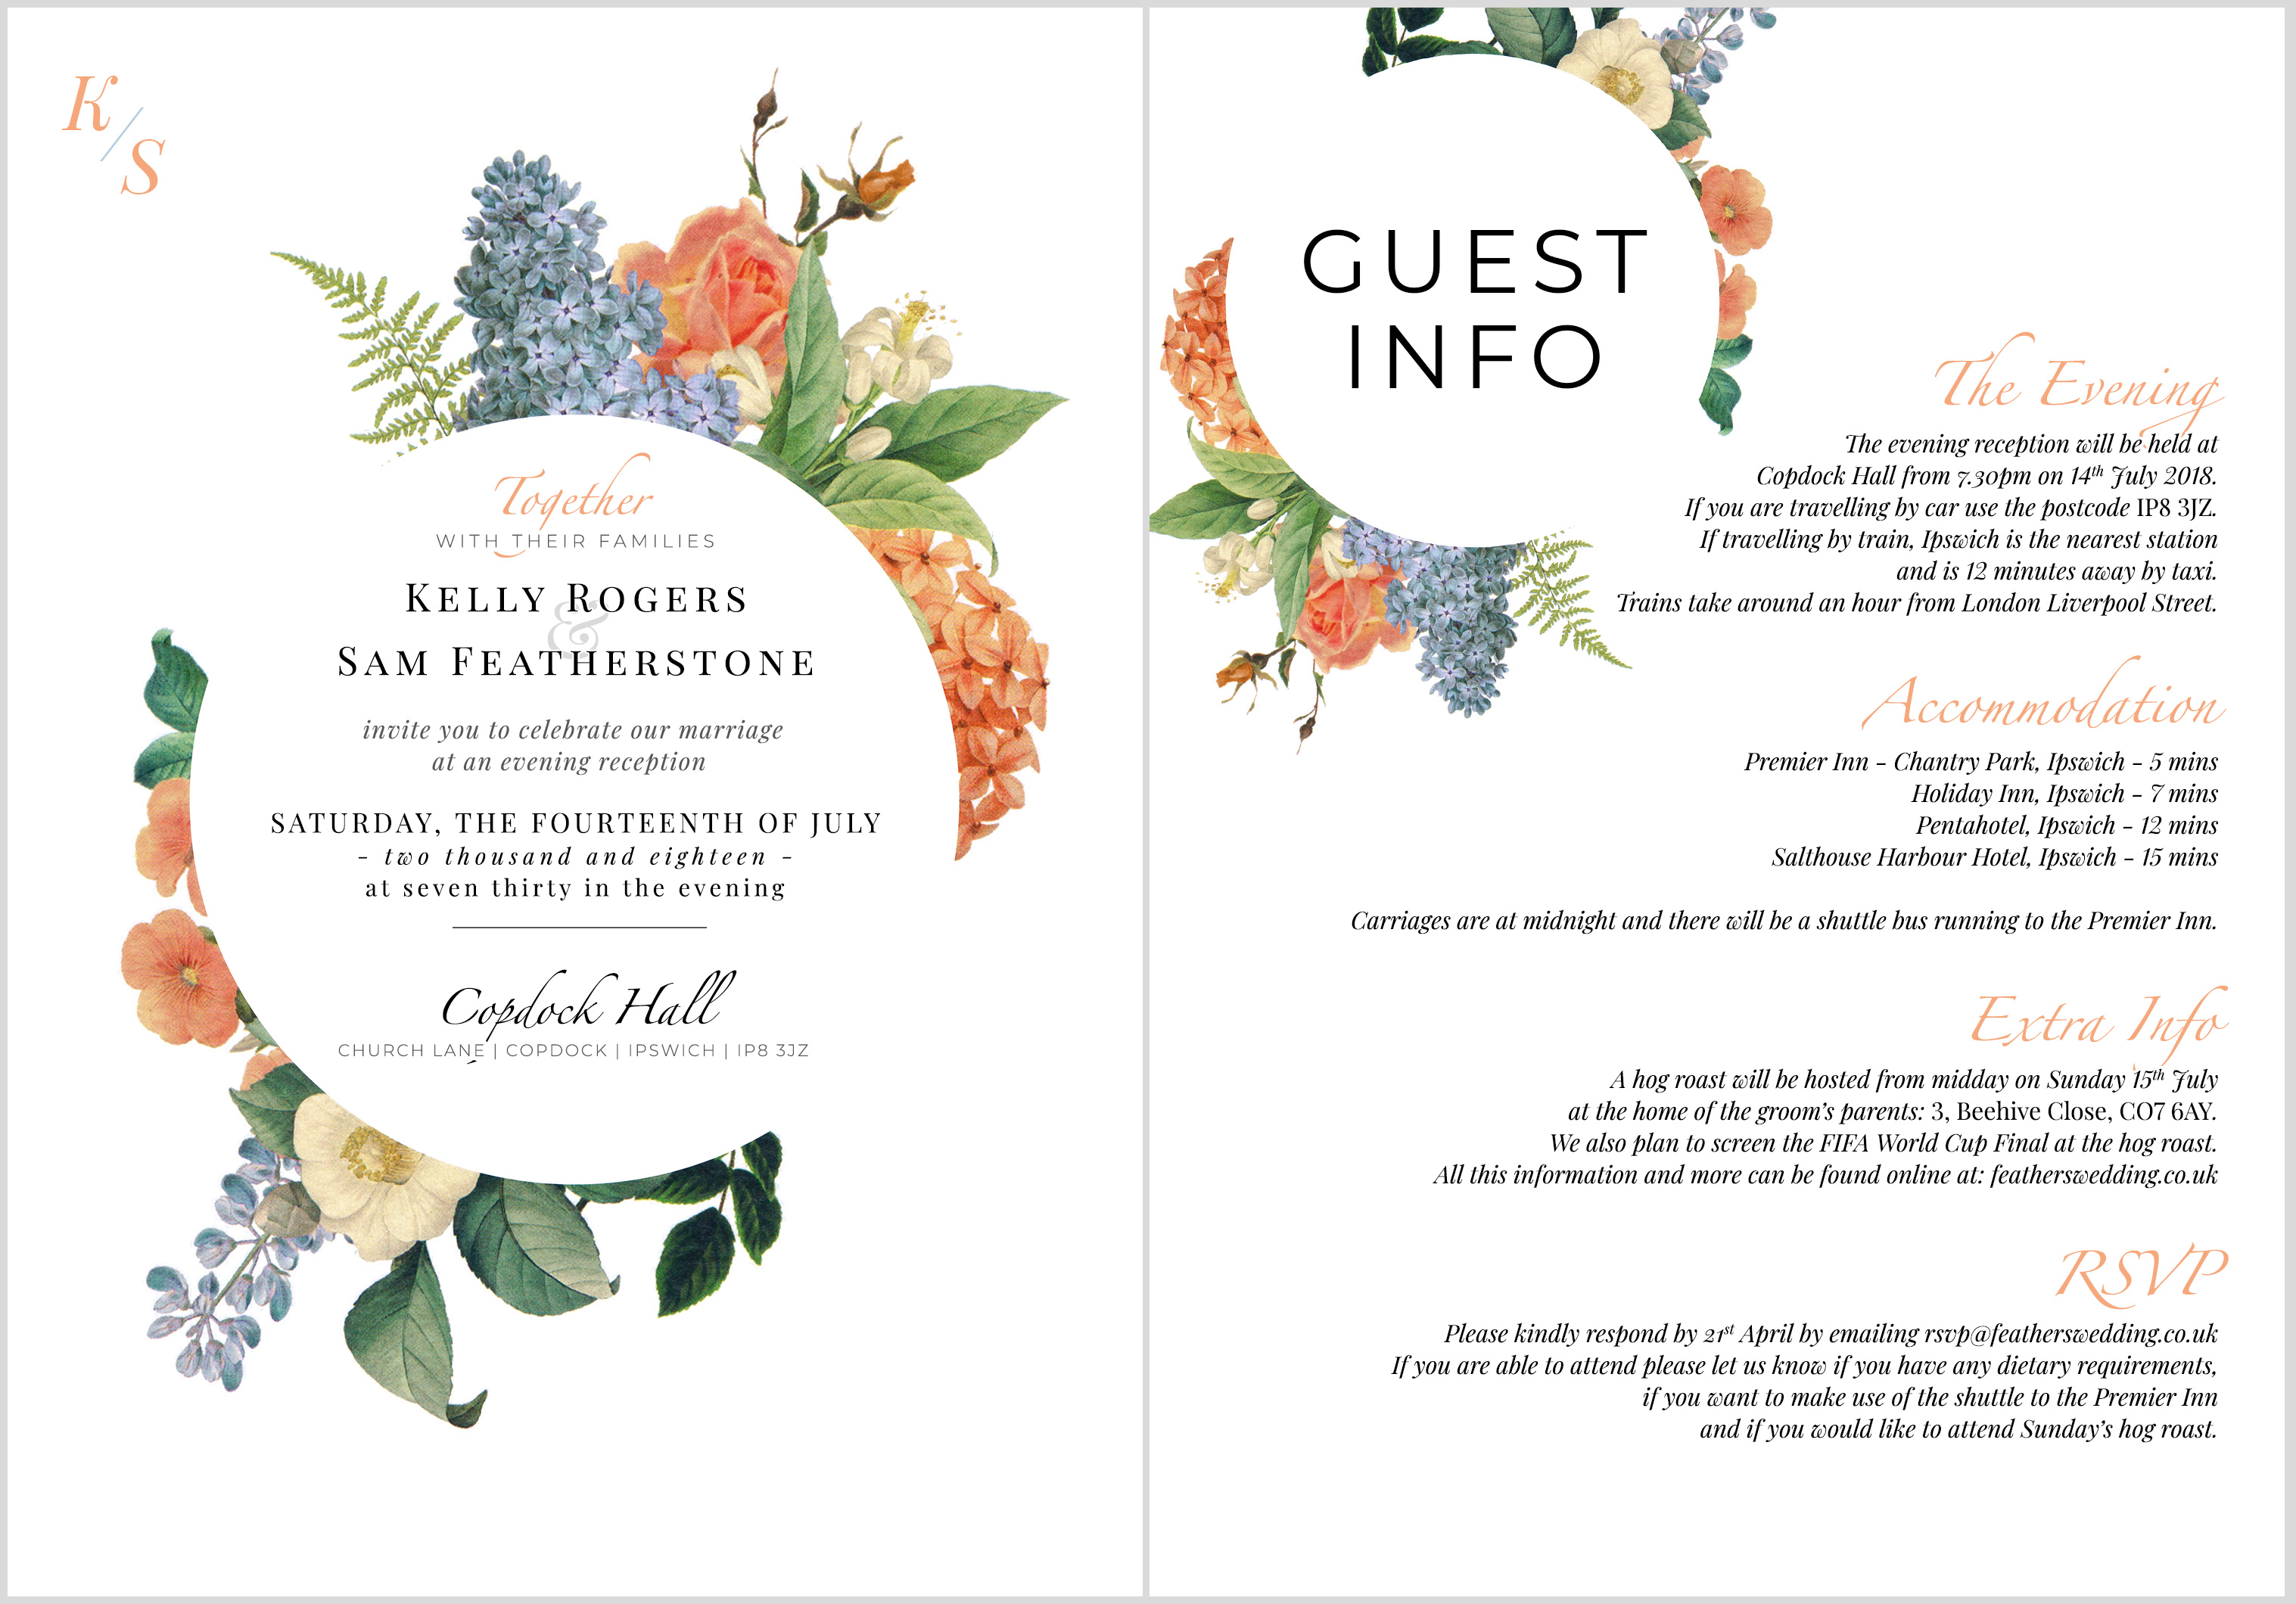 K/S
Together
WITH THEIR FAMILIES
KELLY ROGERS
&
SAM FEATHERSTONE
invite you to celebrate our marriage
at an evening reception
SATURDAY, THE FOURTEENTH OF JULY
- two thousand and eighteen -
at seven thirty in the evening
Copdock Hall
CHURCH LANE | COPDOCK | IPSWICH | IP8 3JZ
GUEST
INFO
The Evening
The evening reception will be held at
Copdock Hall from 7.30pm on 14th July 2018.
If you are travelling by car use the postcode IP8 3JZ.
If travelling by train, Ipswich is the nearest station
and is 12 minutes away by taxi.
Trains take around an hour from London Liverpool Street.
Accommodation
Premier Inn - Chantry Park, Ipswich - 5 mins
Holiday Inn, Ipswich - 7 mins
Pentahotel, Ipswich - 12 mins
Salthouse Harbour Hotel, Ipswich - 15 mins
Carriages are at midnight and there will be a shuttle bus running to the Premier Inn.
Extra Info
A hog roast will be hosted from midday on Sunday 15th July
at the home of the groom's parents: 3, Beehive Close, CO7 6AY.
We also plan to screen the FIFA World Cup Final at the hog roast.
All this information and more can be found online at: featherswedding.co.uk
RSVP
Please kindly respond by 21st April by emailing rsvp@featherswedding.co.uk
If you are able to attend please let us know if you have any dietary requirements,
if you want to make use of the shuttle to the Premier Inn
and if you would like to attend Sunday's hog roast.